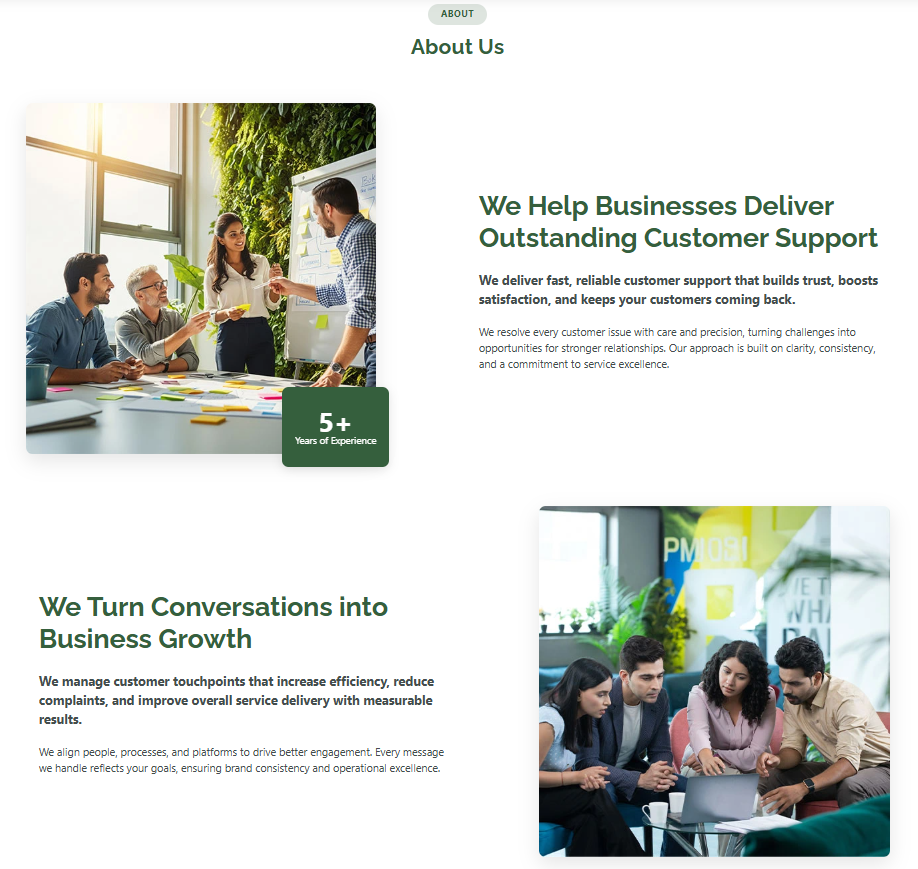 ABOUT
About Us
We Help Businesses Deliver
Outstanding Customer Support
We deliver fast, reliable customer support that builds trust, boosts
satisfaction, and keeps your customers coming back.
We resolve every customer issue with care and precision, turning challenges into
opportunities for stronger relationships. Our approach is built on clarity, consistency,
and a commitment to service excellence.
5+
Years of Experience
We Turn Conversations into
Business Growth
We manage customer touchpoints that increase efficiency, reduce
complaints, and improve overall service delivery with measurable
results.
We align people, processes, and platforms to drive better engagement. Every message
we handle reflects your goals, ensuring brand consistency and operational excellence.